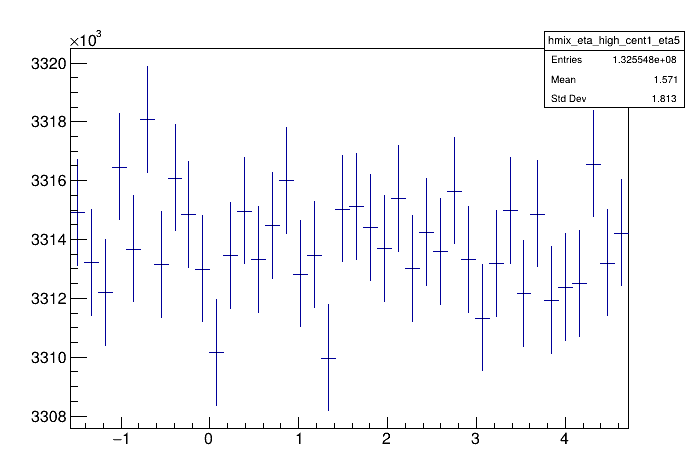 ×10³
hmix_eta_high_cent1_eta5
Entries 1.325548e+08
Mean 1.571
Std Dev 1.813
3320
3318
3316
3314
3312
3310
3308
−1 0 1 2 3 4